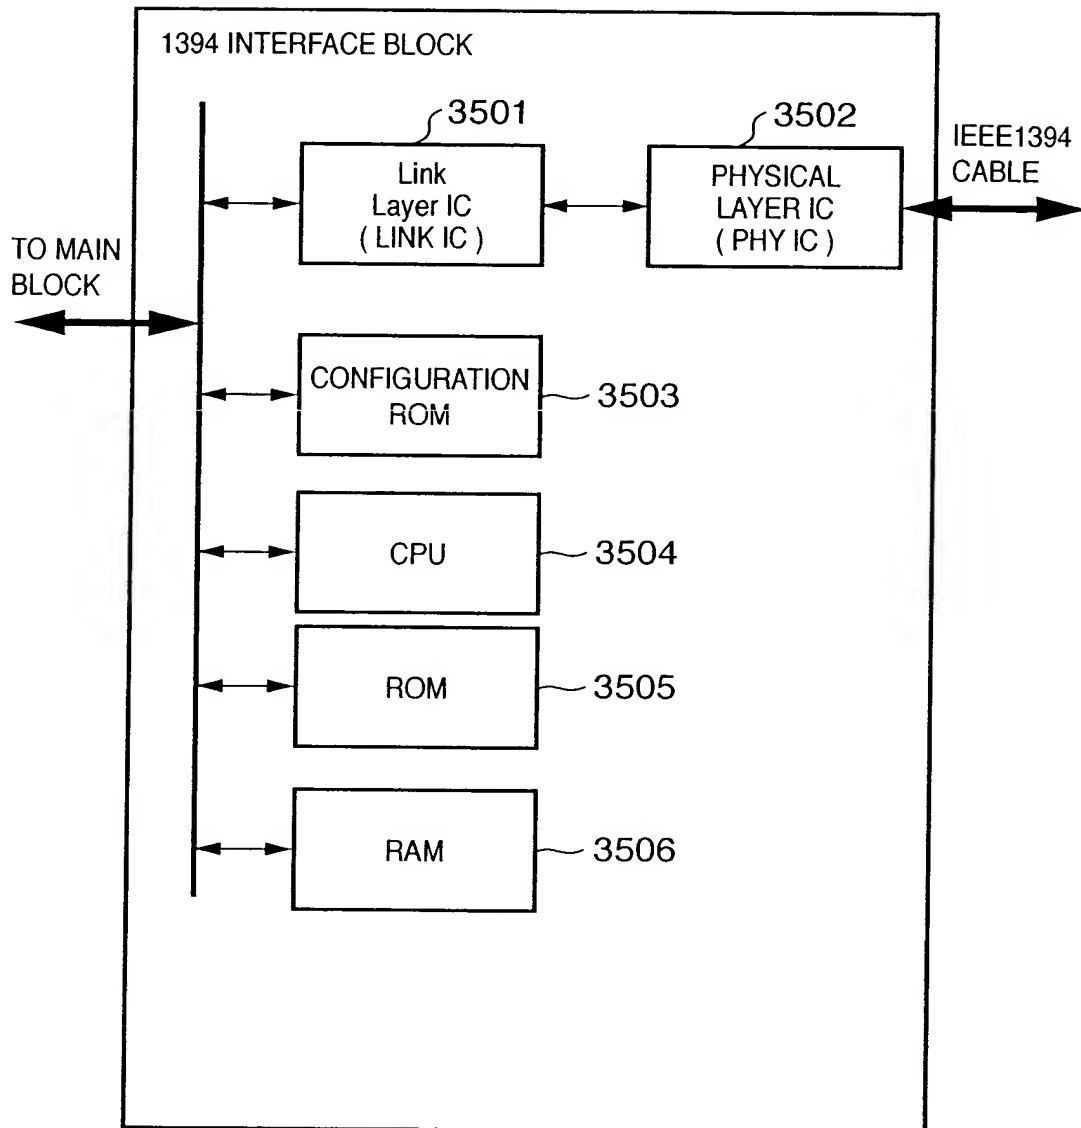 1394 INTERFACE BLOCK
3501
3502
Link
Layer IC
( LINK IC )
PHYSICAL
LAYER IC
( PHY IC )
IEEE1394
CABLE
TO MAIN
BLOCK
CONFIGURATION
ROM
3503
CPU
3504
ROM
3505
RAM
3506